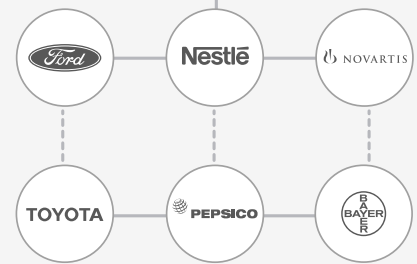 Ford
Nestlé
NOVARTIS
TOYOTA
PEPSICO
BAYER
BAYER